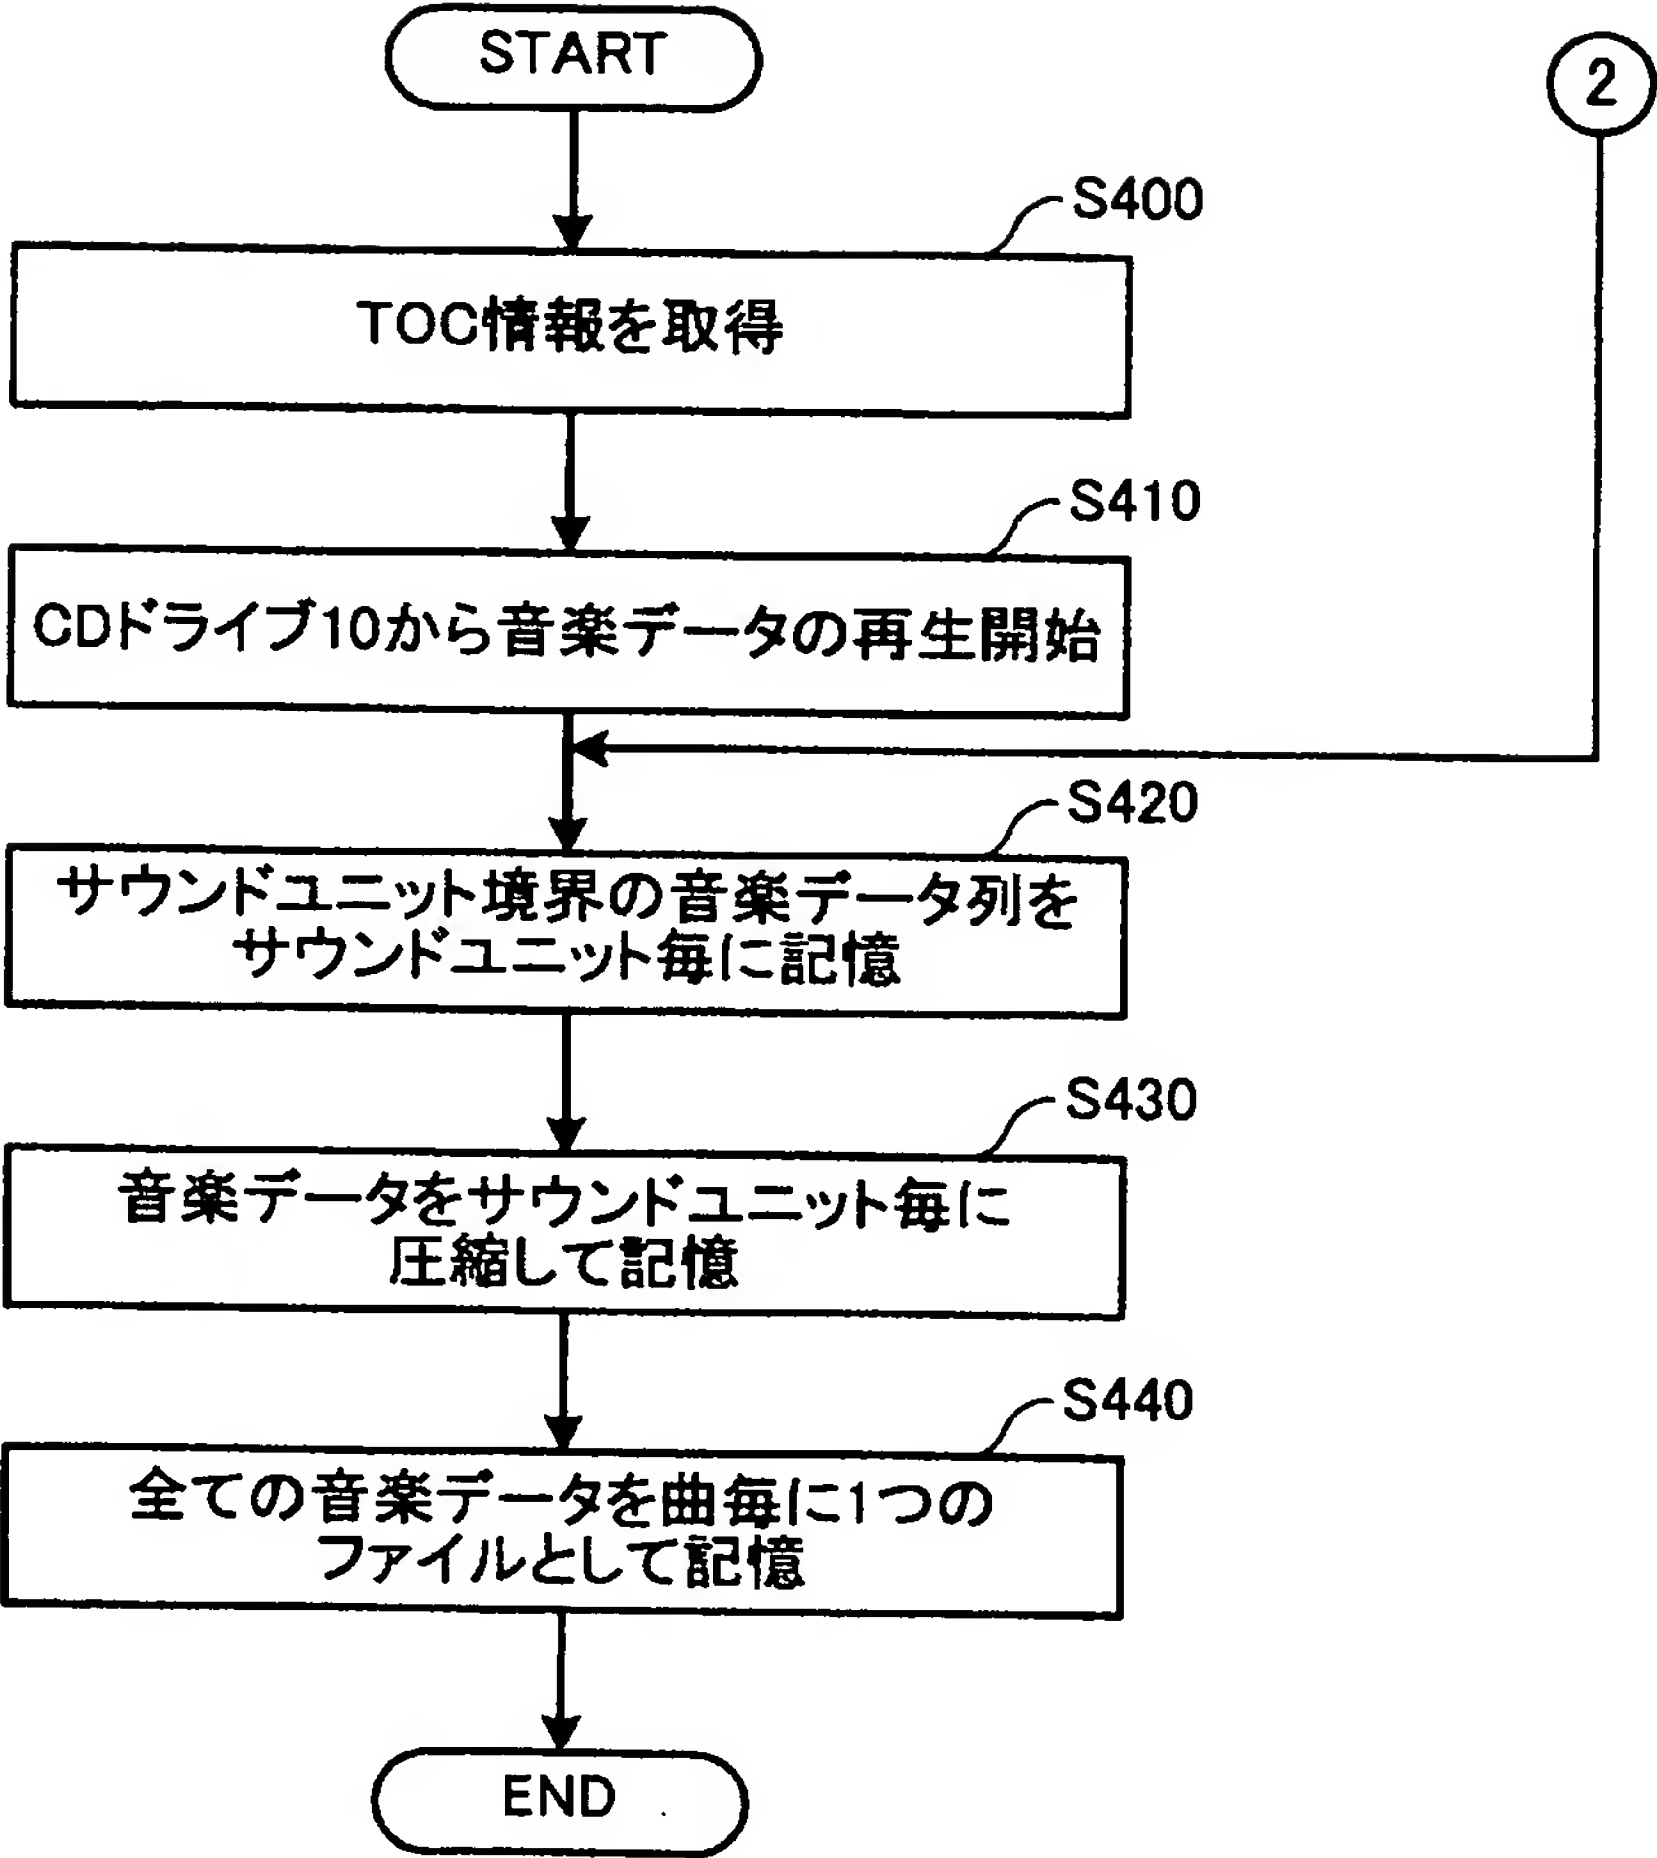 START
2
S400
TOC情報を取得
S410
CDドライブ10から音楽データの再生開始
S420
サウンドユニット境界の音楽データ列を
サウンドユニット毎に記憶
S430
音楽データをサウンドユニット毎に
圧縮して記憶
S440
全ての音楽データを曲毎に1つの
ファイルとして記憶
END